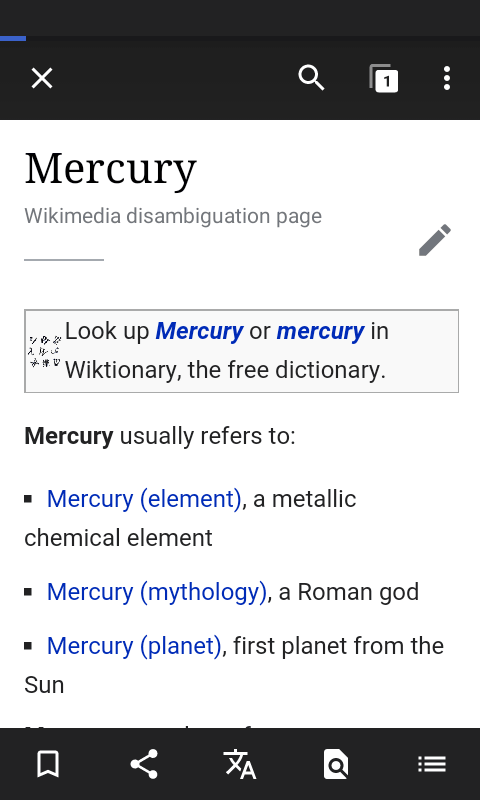 1
Mercury
Wikimedia disambiguation page
Look up Mercury or mercury in
Wiktionary, the free dictionary.
Mercury usually refers to:
▪ Mercury (element), a metallic
chemical element
▪ Mercury (mythology), a Roman god
▪ Mercury (planet), first planet from the
Sun